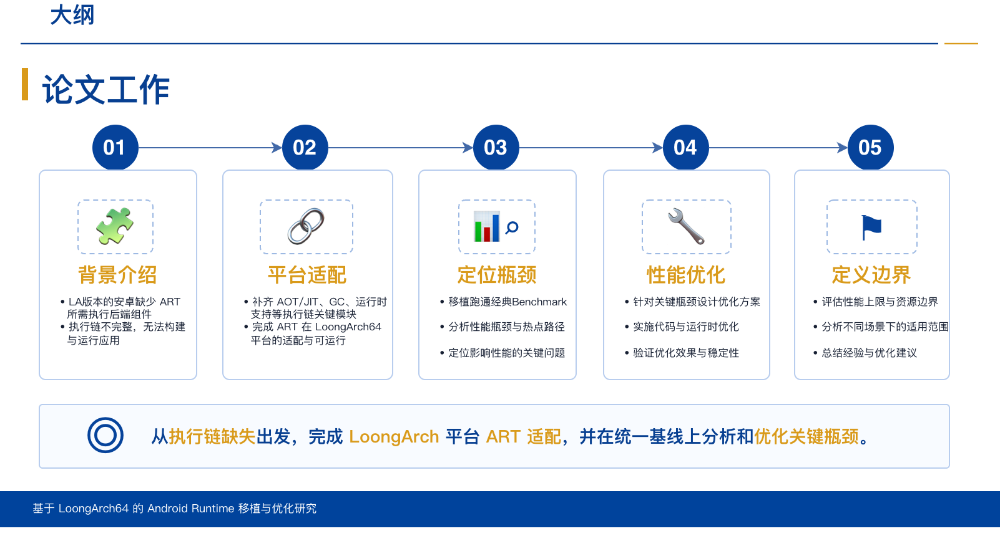 大纲
论文工作
01
02
03
04
05
背景介绍
• LA版本的安卓缺少 ART
所需执行后端组件
• 执行链不完整，无法构建
与运行应用
平台适配
• 补齐 AOT/JIT、GC、运行时
支持等执行链关键模块
• 完成 ART 在 LoongArch64
平台的适配与可运行
定位瓶颈
• 移植跑通经典Benchmark
• 分析性能瓶颈与热点路径
• 定位影响性能的关键问题
性能优化
• 针对关键瓶颈设计优化方案
• 实施代码与运行时优化
• 验证优化效果与稳定性
定义边界
• 评估性能上限与资源边界
• 分析不同场景下的适用范围
• 总结经验与优化建议
从执行链缺失出发，完成 LoongArch 平台 ART 适配，并在统一基线上分析和优化关键瓶颈。
基于 LoongArch64 的 Android Runtime 移植与优化研究